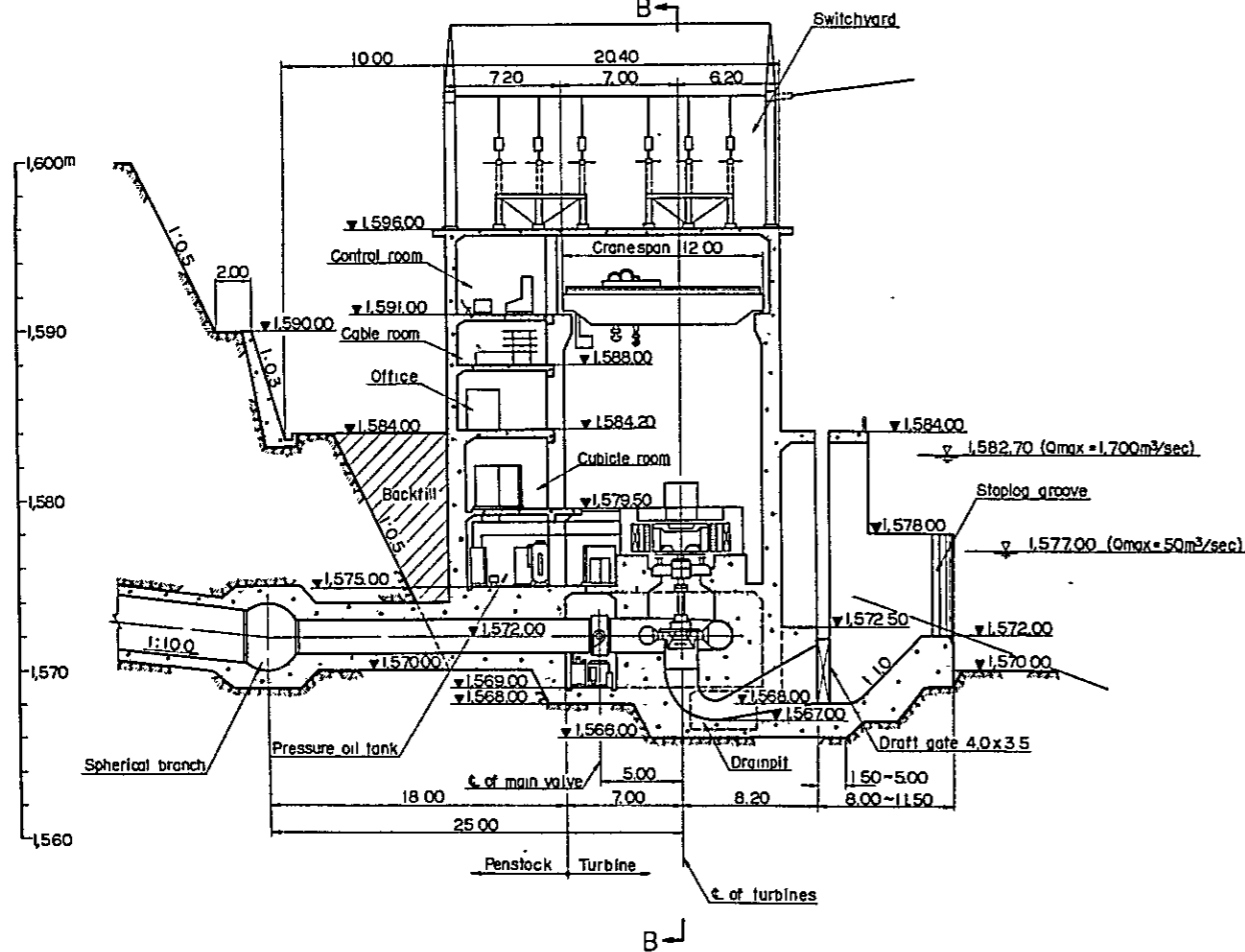 B
Switchyard
10.00
20.40
7.20
7.00
6.20
1,600m
1:0.5
1,596.00
Crane span 12.00
Control room
2.00
1,591.00
1,590
1,590.00
Cable room
1,588.00
1:0.3
Office
1,584.00
1,584.20
1,584.00
1,582.70 (Qmax = 1,700m³/sec)
Cubicle room
Stoplog groove
Backfill
1,580
1,579.50
1:0.5
1,578.00
1,577.00 (Qmax = 50m³/sec)
1,575.00
1,572.50
1,572.00
1,572.00
1:10.0
1,570
1,570.00
1:1.0
1,570.00
1,569.00
1,568.00
1,568.00
1,567.00
1,566.00
Pressure oil tank
Drainpit
Draft gate 4.0 x 3.5
Spherical branch
℄ of main valve
5.00
1.50~5.00
18.00
7.00
8.20
8.00~11.50
25.00
1,560
Penstock
Turbine
℄ of turbines
B